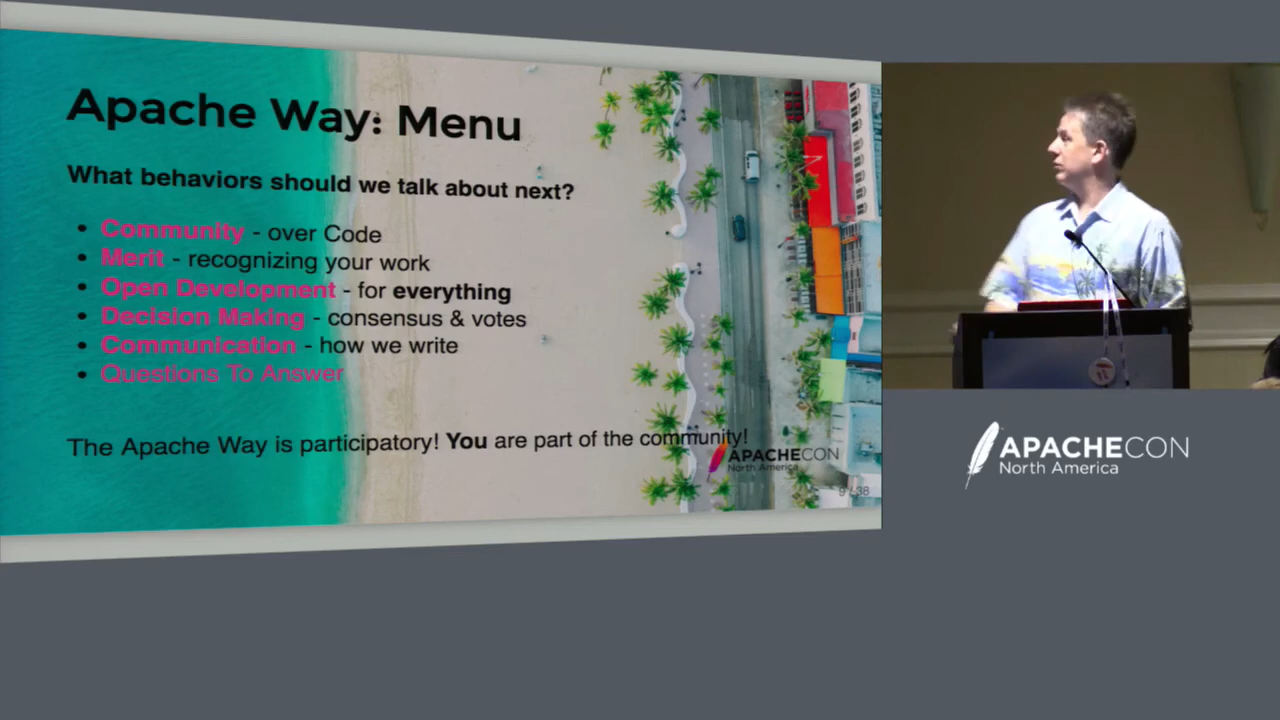 Apache Way: Menu
What behaviors should we talk about next?
• Community - over Code
• Merit - recognizing your work
• Open Development - for everything
• Decision Making - consensus & votes
• Communication - how we write
• Questions To Answer
The Apache Way is participatory! You are part of the community!
APACHECON
North America
9 / 38
APACHECON
North America